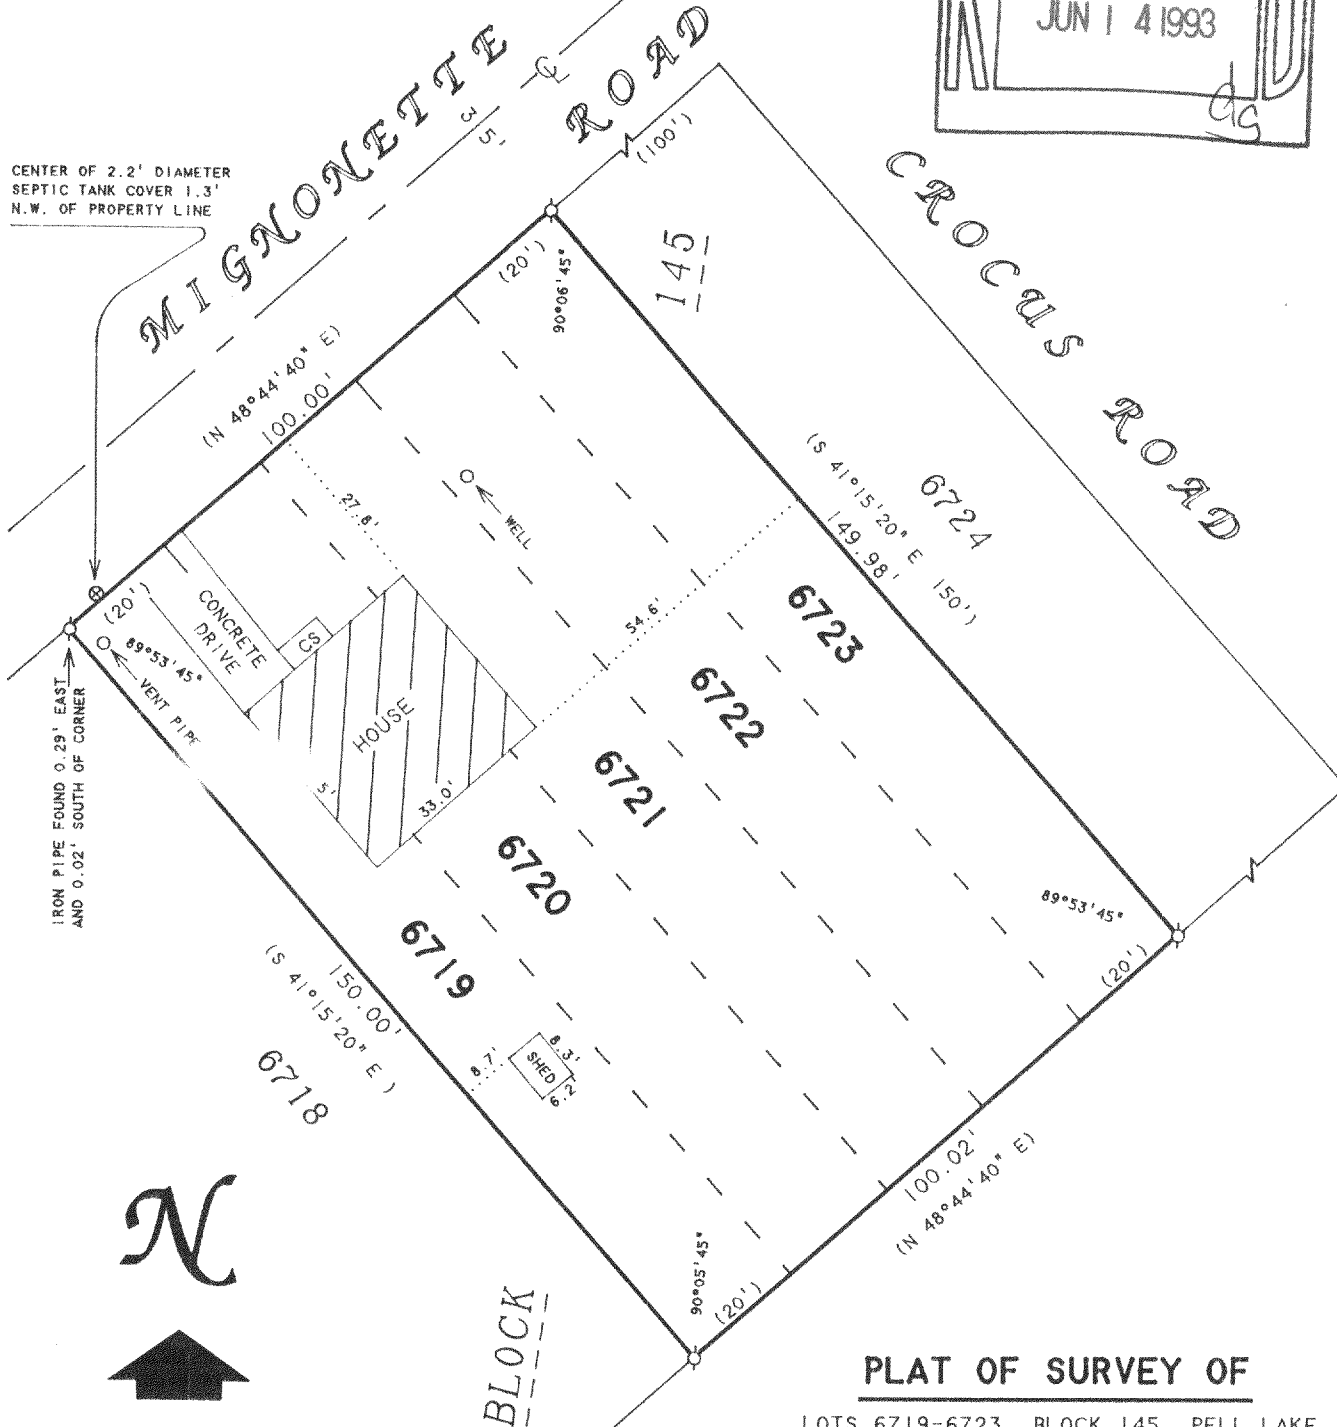 JUN 14 1993
MIGNONETTE ROAD
35'
(100')
CROCUS ROAD
CENTER OF 2.2' DIAMETER
SEPTIC TANK COVER 1.3'
N.W. OF PROPERTY LINE
145
(20')
90°06'45"
(N 48°44'40" E)
100.00'
27.8'
WELL
(S 41°15'20" E 150')
149.98'
6724
(20')
CONCRETE
DRIVE
CS
89°53'45"
VENT PIPE
HOUSE
54.6'
33.0'
5'
IRON PIPE FOUND 0.29' EAST
AND 0.02' SOUTH OF CORNER
6723
6722
6721
6720
6719
89°53'45"
(20')
150.00'
(S 41°15'20" E )
6718
8.7'
SHED
8.3'
6.2'
100.02'
(N 48°44'40" E)
90°05'45"
(20')
N
BLOCK
PLAT OF SURVEY OF
LOTS 6719-6723, BLOCK 145, PELL LAKE